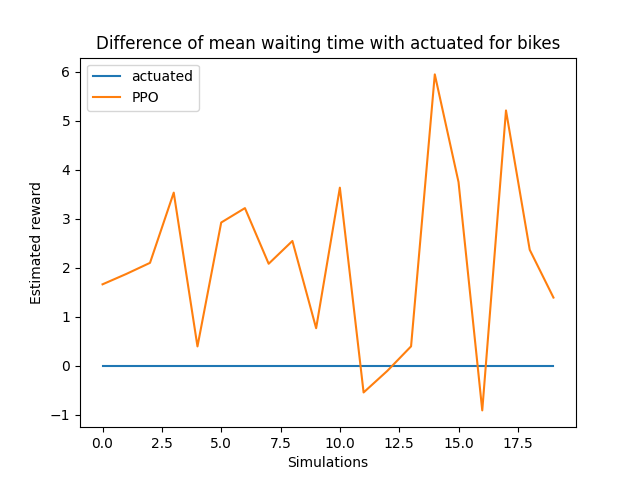 Difference of mean waiting time with actuated for bikes
actuated
PPO
6
5
4
3
2
1
0
−1
Estimated reward
0.0 2.5 5.0 7.5 10.0 12.5 15.0 17.5
Simulations